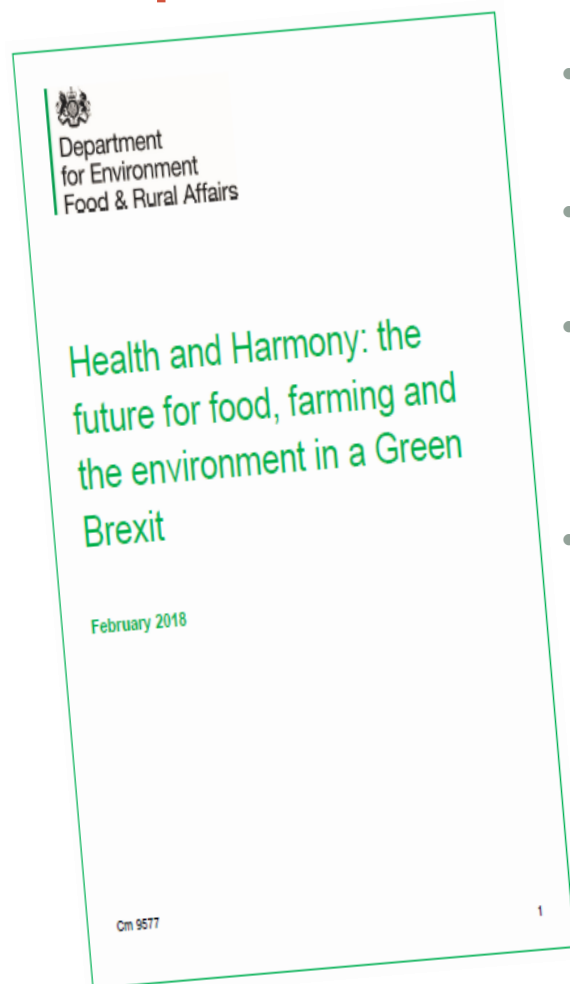 Department
for Environment
Food & Rural Affairs
Health and Harmony: the
future for food, farming and
the environment in a Green
Brexit
February 2018
Cm 9577
1